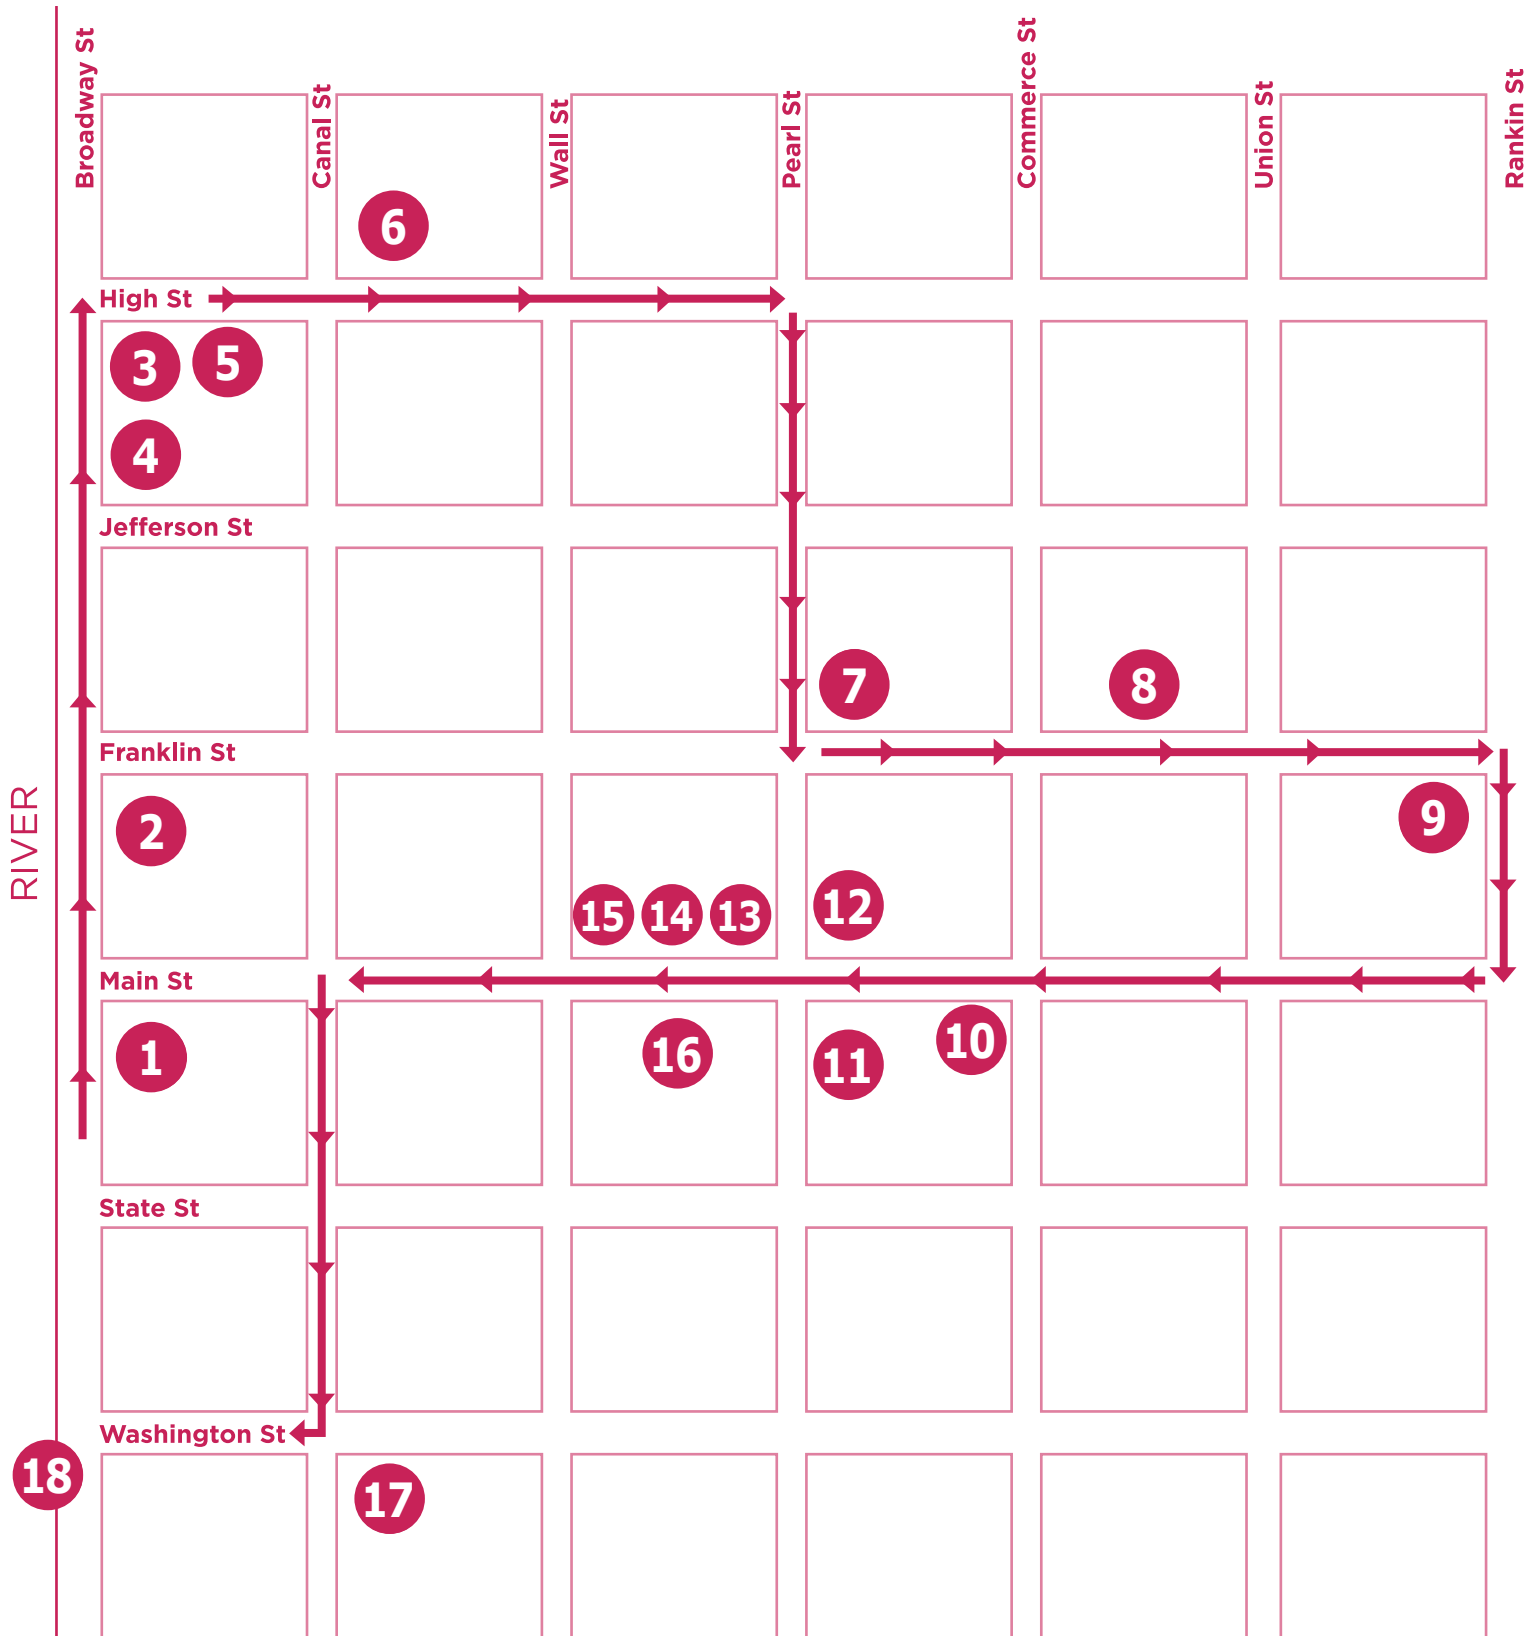 Broadway St
Canal St
Wall St
Pearl St
Commerce St
Union St
Rankin St
6
High St
3
5
4
Jefferson St
7
8
Franklin St
RIVER
2
9
15
14
13
12
Main St
1
16
11
10
State St
Washington St
18
17